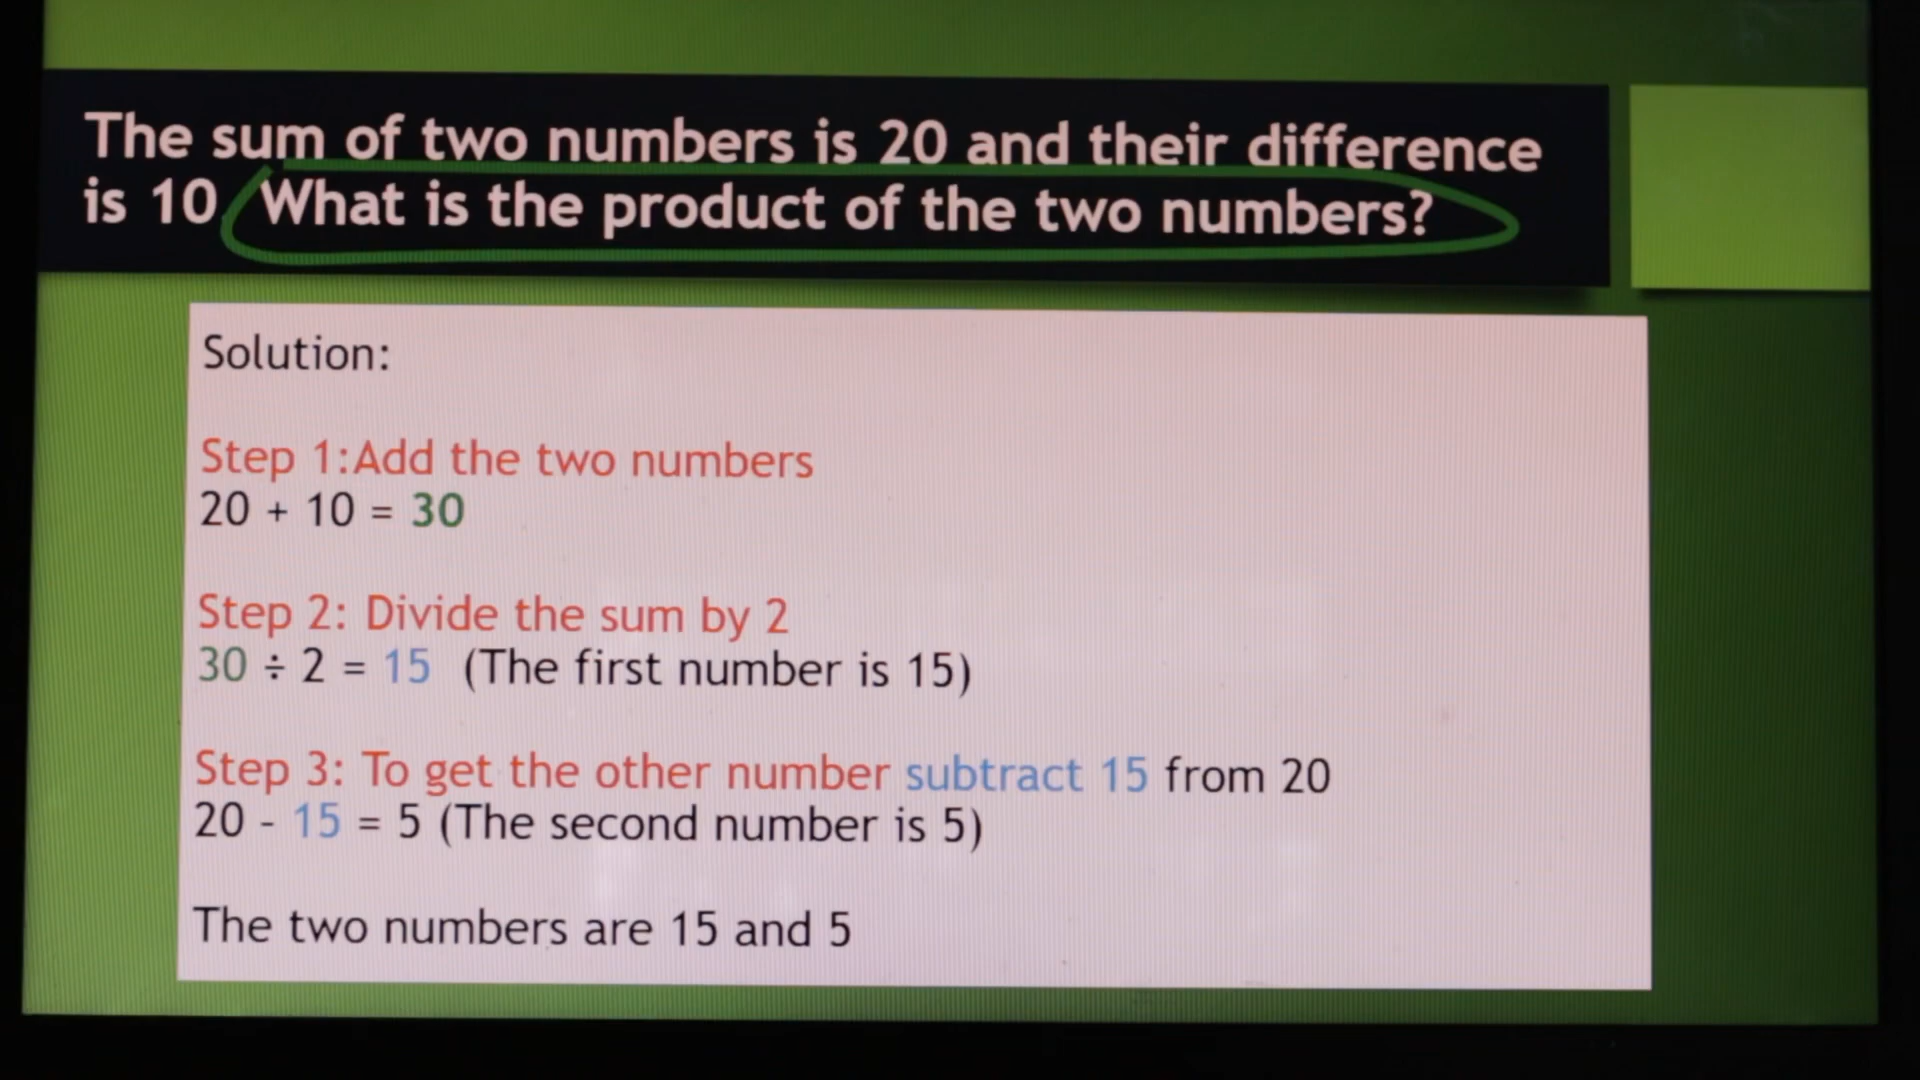 The sum of two numbers is 20 and their difference
is 10 What is the product of the two numbers?
Solution:
Step 1:Add the two numbers
20 + 10 = 30
Step 2: Divide the sum by 2
30 ÷ 2 = 15 (The first number is 15)
Step 3: To get the other number subtract 15 from 20
20 - 15 = 5 (The second number is 5)
The two numbers are 15 and 5